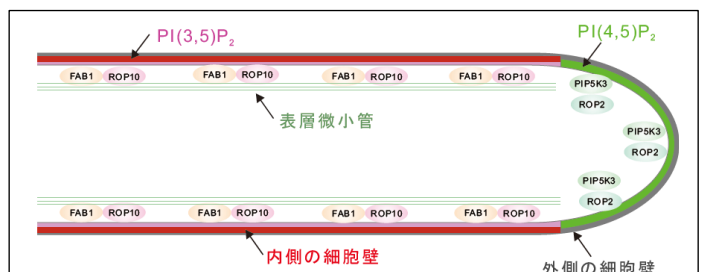 PI(3,5)P2
PI(4,5)P2
FAB1 ROP10 FAB1 ROP10 FAB1 ROP10 FAB1 ROP10
PIP5K3
ROP2
表層微小管
PIP5K3
ROP2
PIP5K3
ROP2
FAB1 ROP10 FAB1 ROP10 FAB1 ROP10 FAB1 ROP10
内側の細胞壁
外側の細胞壁